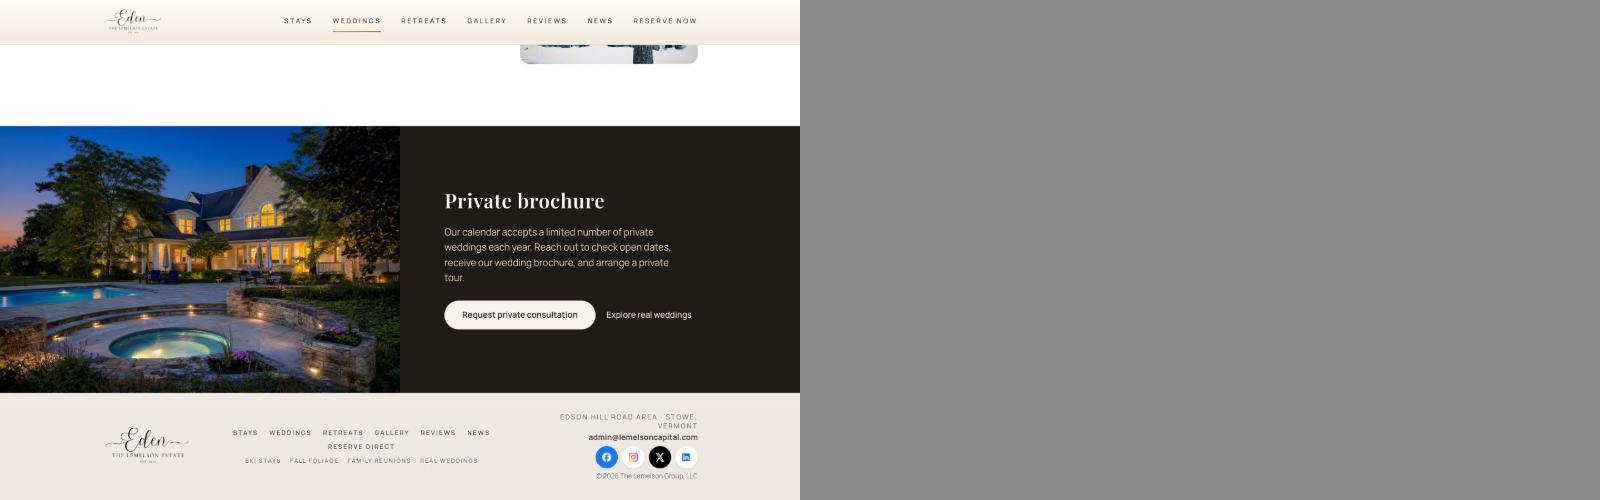 Eden
THE LEMELSON ESTATE
STAYS WEDDINGS RETREATS GALLERY REVIEWS NEWS RESERVE NOW
Private brochure
Our calendar accepts a limited number of private
weddings each year. Reach out to check open dates,
receive our wedding brochure, and arrange a private
tour.
Request private consultation Explore real weddings
Eden
THE LEMELSON ESTATE
STAYS WEDDINGS RETREATS GALLERY REVIEWS NEWS
RESERVE DIRECT
SKI STAYS FALL FOLIAGE FAMILY REUNIONS REAL WEDDINGS
EDSON HILL ROAD AREA · STOWE,
VERMONT
admin@lemelsoncapital.com
© 2026 The Lemelson Group, LLC